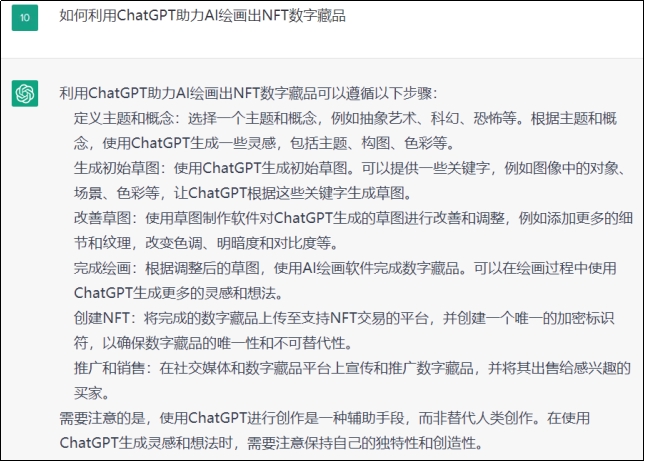 10
如何利用ChatGPT助力AI绘画出NFT数字藏品
利用ChatGPT助力AI绘画出NFT数字藏品可以遵循以下步骤：
定义主题和概念：选择一个主题和概念，例如抽象艺术、科幻、恐怖等。根据主题和概
念，使用ChatGPT生成一些灵感，包括主题、构图、色彩等。
生成初始草图：使用ChatGPT生成初始草图。可以提供一些关键字，例如图像中的对象、
场景、色彩等，让ChatGPT根据这些关键字生成草图。
改善草图：使用草图制作软件对ChatGPT生成的草图进行改善和调整，例如添加更多的细
节和纹理，改变色调、明暗度和对比度等。
完成绘画：根据调整后的草图，使用AI绘画软件完成数字藏品。可以在绘画过程中使用
ChatGPT生成更多的灵感和想法。
创建NFT：将完成的数字藏品上传至支持NFT交易的平台，并创建一个唯一的加密标识
符，以确保数字藏品的唯一性和不可替代性。
推广和销售：在社交媒体和数字藏品平台上宣传和推广数字藏品，并将其出售给感兴趣的
买家。
需要注意的是，使用ChatGPT进行创作是一种辅助手段，而非替代人类创作。在使用
ChatGPT生成灵感和想法时，需要注意保持自己的独特性和创造性。